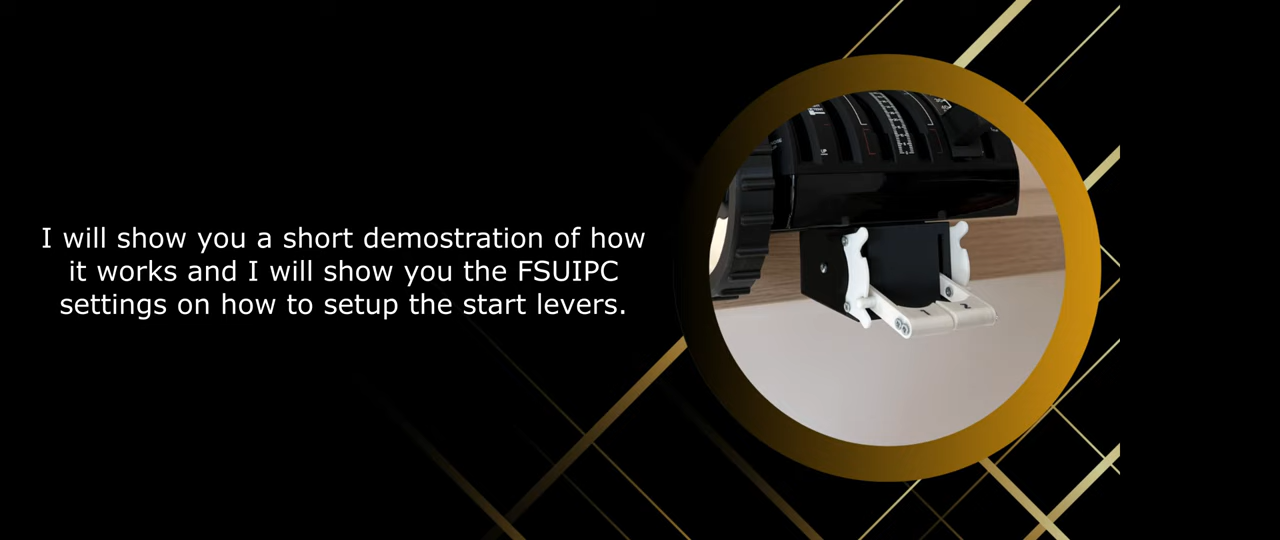 I will show you a short demostration of how
it works and I will show you the FSUIPC
settings on how to setup the start levers.